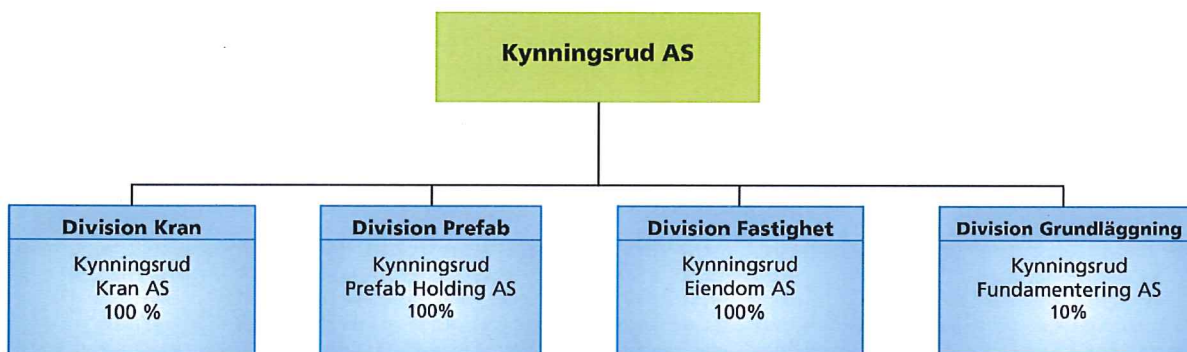 Kynningsrud AS
Division Kran
Kynningsrud
Kran AS
100 %
Division Prefab
Kynningsrud
Prefab Holding AS
100%
Division Fastighet
Kynningsrud
Eiendom AS
100%
Division Grundläggning
Kynningsrud
Fundamentering AS
10%